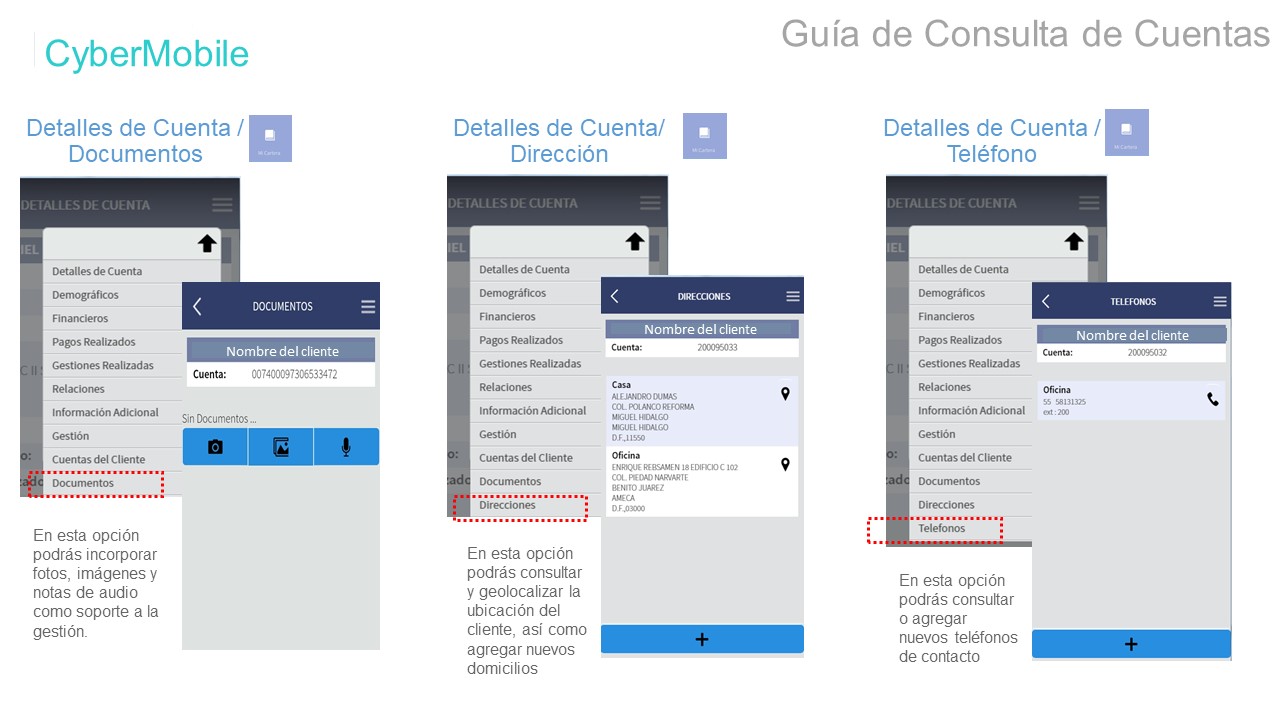 CyberMobile
Guía de Consulta de Cuentas
Detalles de Cuenta /
Documentos
Mi Cartera
DETALLES DE CUENTA
IEL
Detalles de Cuenta
Demográficos
Financieros
Pagos Realizados
Gestiones Realizadas
Relaciones
Información Adicional
Gestión
Cuentas del Cliente
Documentos
C II S
o:
zado
DOCUMENTOS
Nombre del cliente
Cuenta: 007400097306533472
Sin Documentos ...
En esta opción
podrás incorporar
fotos, imágenes y
notas de audio
como soporte a la
gestión.
Detalles de Cuenta/
Dirección
Mi Cartera
DETALLES DE CUENTA
IEL
Detalles de Cuenta
Demográficos
Financieros
Pagos Realizados
Gestiones Realizadas
Relaciones
Información Adicional
Gestión
Cuentas del Cliente
Documentos
Direcciones
C II S
o:
zado
DIRECCIONES
Nombre del cliente
Cuenta: 200095033
Casa
ALEJANDRO DUMAS
COL. POLANCO REFORMA
MIGUEL HIDALGO
MIGUEL HIDALGO
D.F.,11550
Oficina
ENRIQUE REBSAMEN 18 EDIFICIO C 102
COL. PIEDAD NARVARTE
BENITO JUAREZ
AMECA
D.F.,03000
+
En esta opción
podrás consultar
y geolocalizar la
ubicación del
cliente, así como
agregar nuevos
domicilios
Detalles de Cuenta /
Teléfono
Mi Cartera
DETALLES DE CUENTA
IEL
Detalles de Cuenta
Demográficos
Financieros
Pagos Realizados
Gestiones Realizadas
Relaciones
Información Adicional
Gestión
Cuentas del Cliente
Documentos
Direcciones
Telefonos
C II S
o:
zado
TELEFONOS
Nombre del cliente
Cuenta: 200095032
Oficina
55 58131325
ext : 200
+
En esta opción
podrás consultar
o agregar
nuevos teléfonos
de contacto